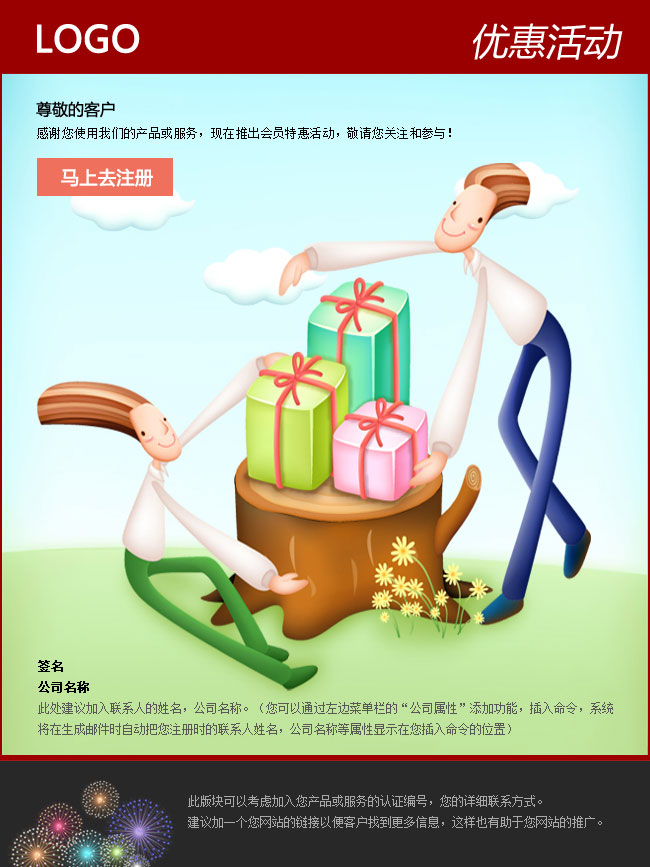 LOGO 优惠活动
尊敬的客户
感谢您使用我们的产品或服务，现在推出会员特惠活动，敬请您关注和参与！
马上去注册
签名
公司名称
此处建议加入联系人的姓名，公司名称。（您可以通过左边菜单栏的“公司属性”添加功能，插入命令，系统
将在生成邮件时自动把您注册时的联系人姓名，公司名称等属性显示在您插入命令的位置）
此版块可以考虑加入您产品或服务的认证编号，您的详细联系方式。
建议加一个您网站的链接以便客户找到更多信息，这样也有助于您网站的推广。